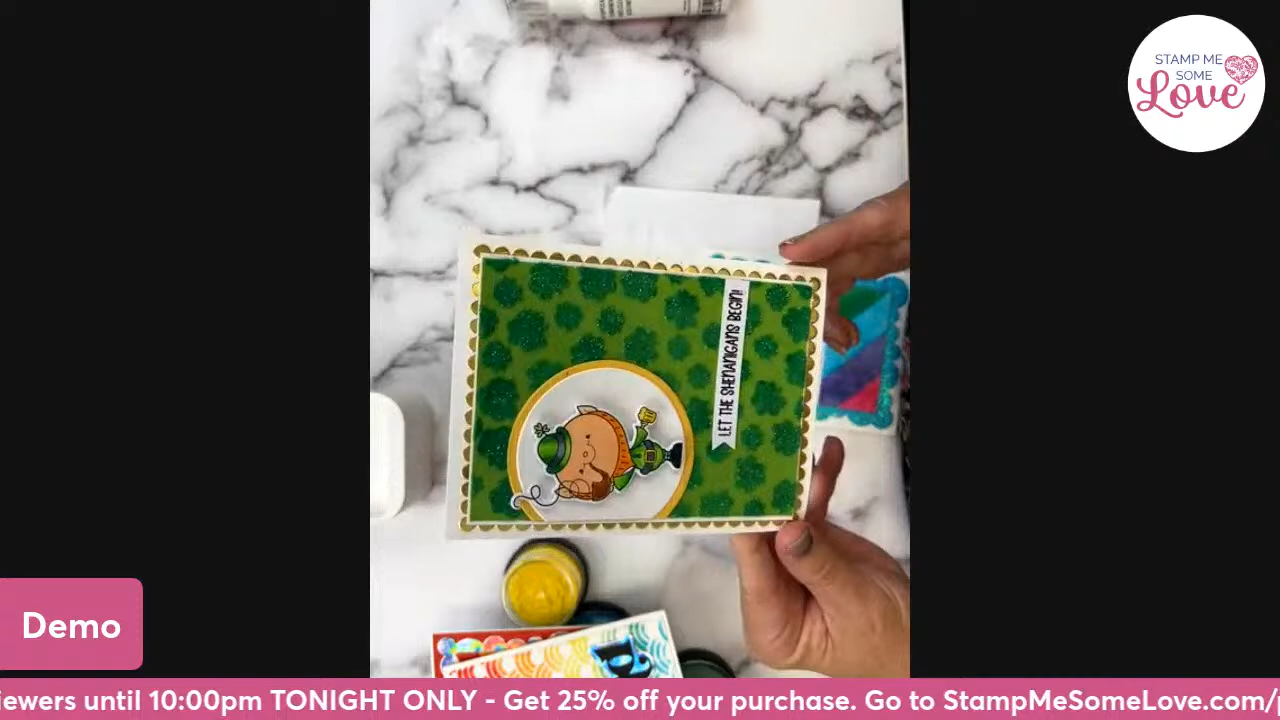 STAMP ME
SOME
Love
LET THE SHENANIGANS BEGIN!
Demo
iewers until 10:00pm TONIGHT ONLY - Get 25% off your purchase. Go to StampMeSomeLove.com/p